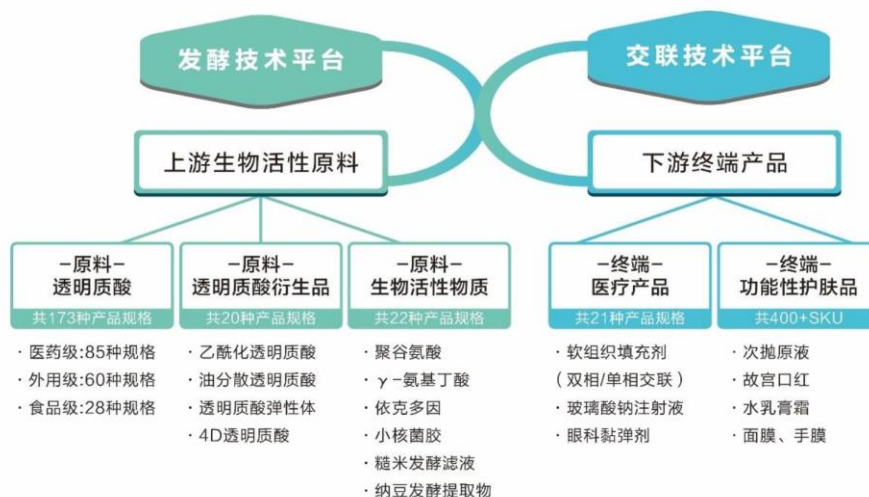 发酵技术平台
交联技术平台
上游生物活性原料
下游终端产品
–原料–
透明质酸
共173种产品规格
· 医药级:85种规格
· 外用级:60种规格
· 食品级:28种规格
–原料–
透明质酸衍生品
共20种产品规格
· 乙酰化透明质酸
· 油分散透明质酸
· 透明质酸弹性体
· 4D透明质酸
–原料–
生物活性物质
共22种产品规格
· 聚谷氨酸
· γ-氨基丁酸
· 依克多因
· 小核菌胶
· 糙米发酵滤液
· 纳豆发酵提取物
–终端–
医疗产品
共21种产品规格
· 软组织填充剂
（双相/单相交联）
· 玻璃酸钠注射液
· 眼科黏弹剂
–终端–
功能性护肤品
共400+SKU
· 次抛原液
· 故宫口红
· 水乳膏霜
· 面膜、手膜